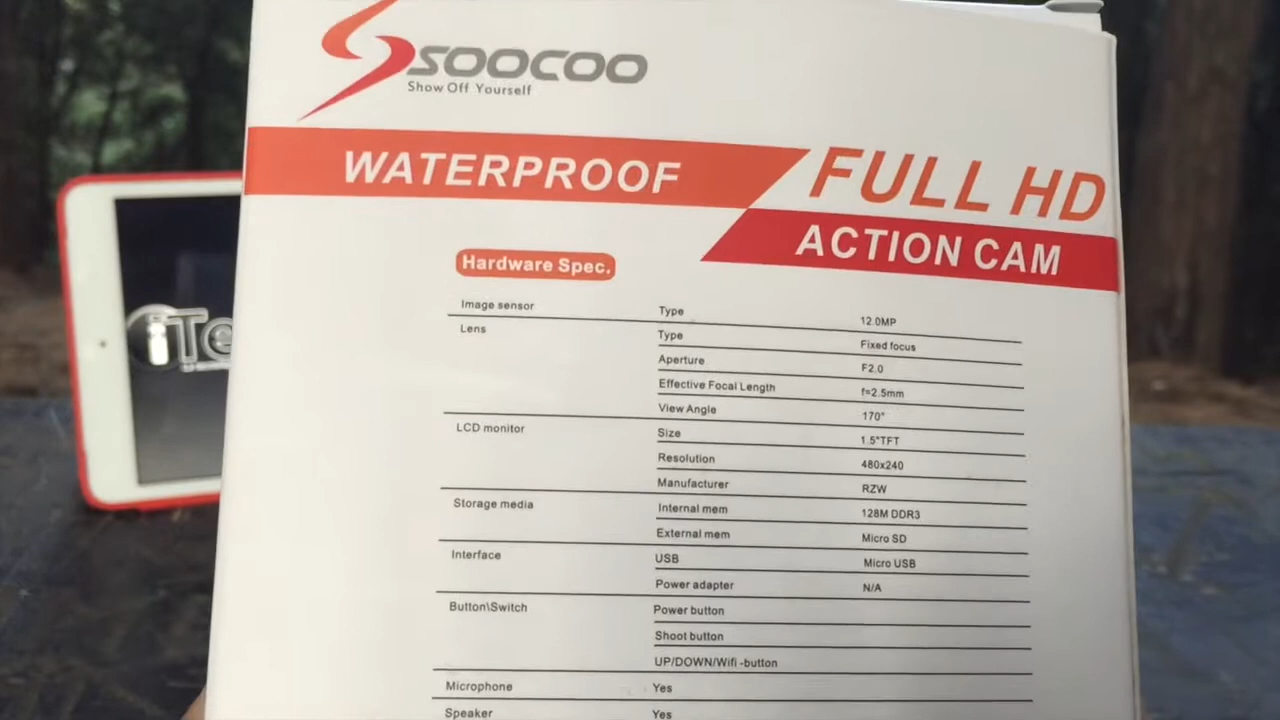 SOOCOO
Show Off Yourself
WATERPROOF
FULL HD
ACTION CAM
Hardware Spec.
Image sensor Type 12.0MP
Lens Type Fixed focus
Aperture F2.0
Effective Focal Length f=2.5mm
View Angle 170°
LCD monitor Size 1.5"TFT
Resolution 480x240
Manufacturer RZW
Storage media Internal mem 128M DDR3
External mem Micro SD
Interface USB Micro USB
Power adapter N/A
Button\Switch Power button
Shoot button
UP/DOWN/Wifi -button
Microphone Yes
Speaker Yes
iTe